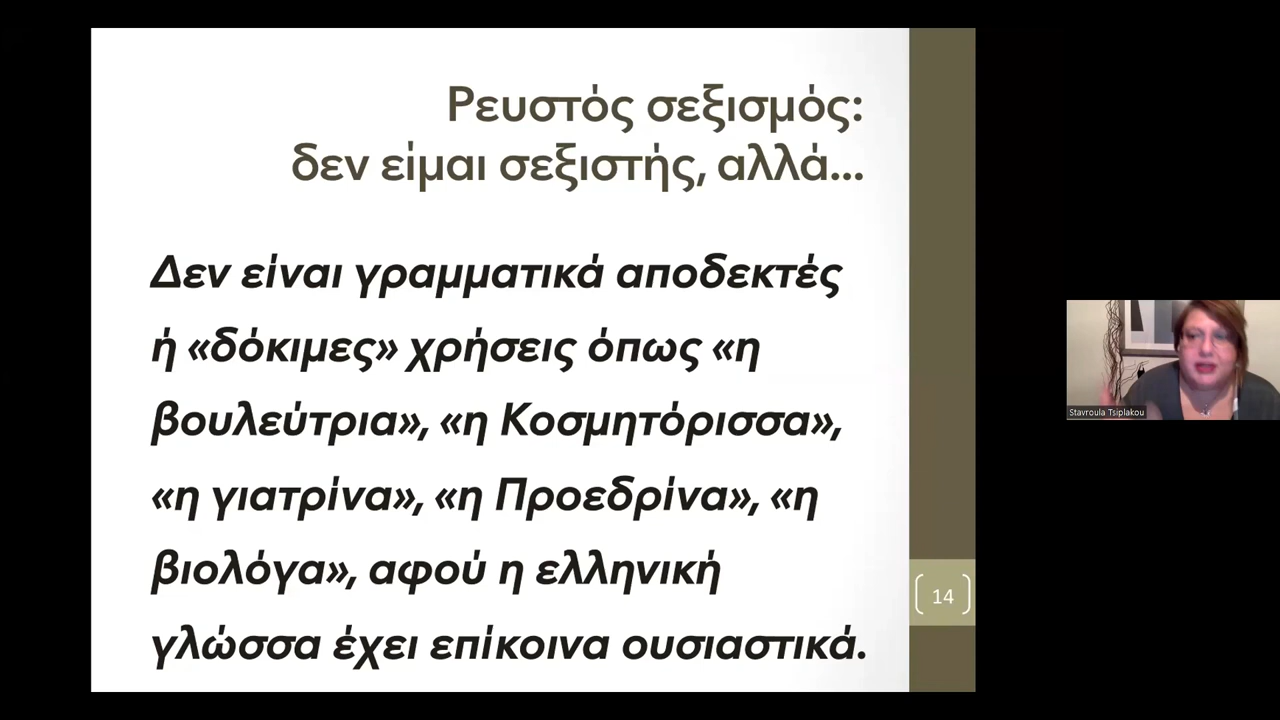 Ρευστός σεξισμός:
δεν είμαι σεξιστής, αλλά...
Δεν είναι γραμματικά αποδεκτές
ή «δόκιμες» χρήσεις όπως «η
βουλεύτρια», «η Κοσμητόρισσα»,
«η γιατρίνα», «η Προεδρίνα», «η
βιολόγα», αφού η ελληνική
γλώσσα έχει επίκοινα ουσιαστικά.
14
Stavroula Tsiplakou